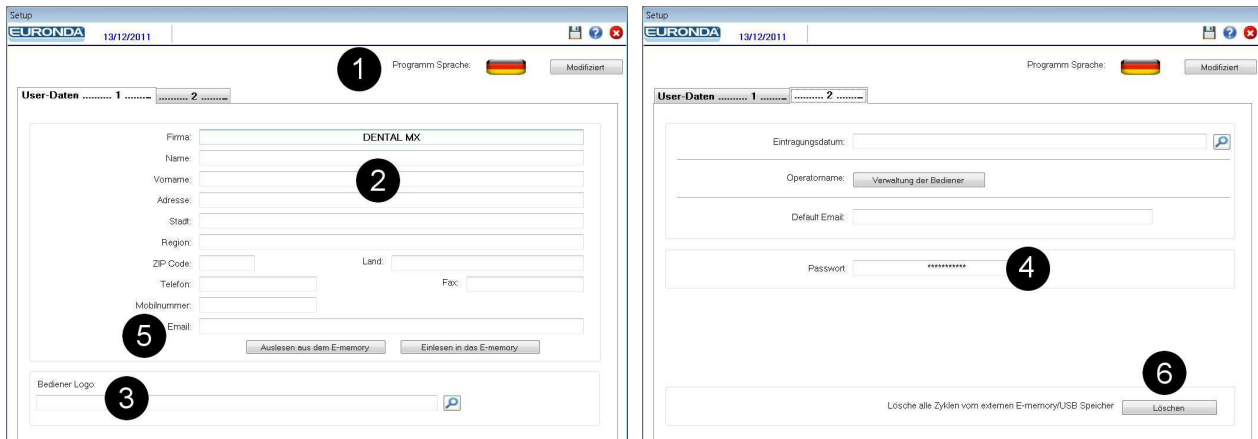 Setup
EURONDA 13/12/2011
1 Programm Sprache: Modifiziert
User-Daten .......... 1 ........_ .......... 2 ........_
Firma: DENTAL MX
Name:
2
Vorname:
Adresse:
Stadt:
Region:
ZIP Code: Land:
Telefon: Fax:
Mobilnummer:
5 Email:
Auslesen aus dem E-memory Einlesen in das E-memory
Bediener Logo:
3
Setup
EURONDA 13/12/2011
Programm Sprache: Modifiziert
User-Daten .......... 1 ........_ .......... 2 ........_
Eintragungsdatum:
Operatorname: Verwaltung der Bediener
Default Email:
Passwort *********** 4
6
Lösche alle Zyklen vom externen E-memory/USB Speicher Löschen